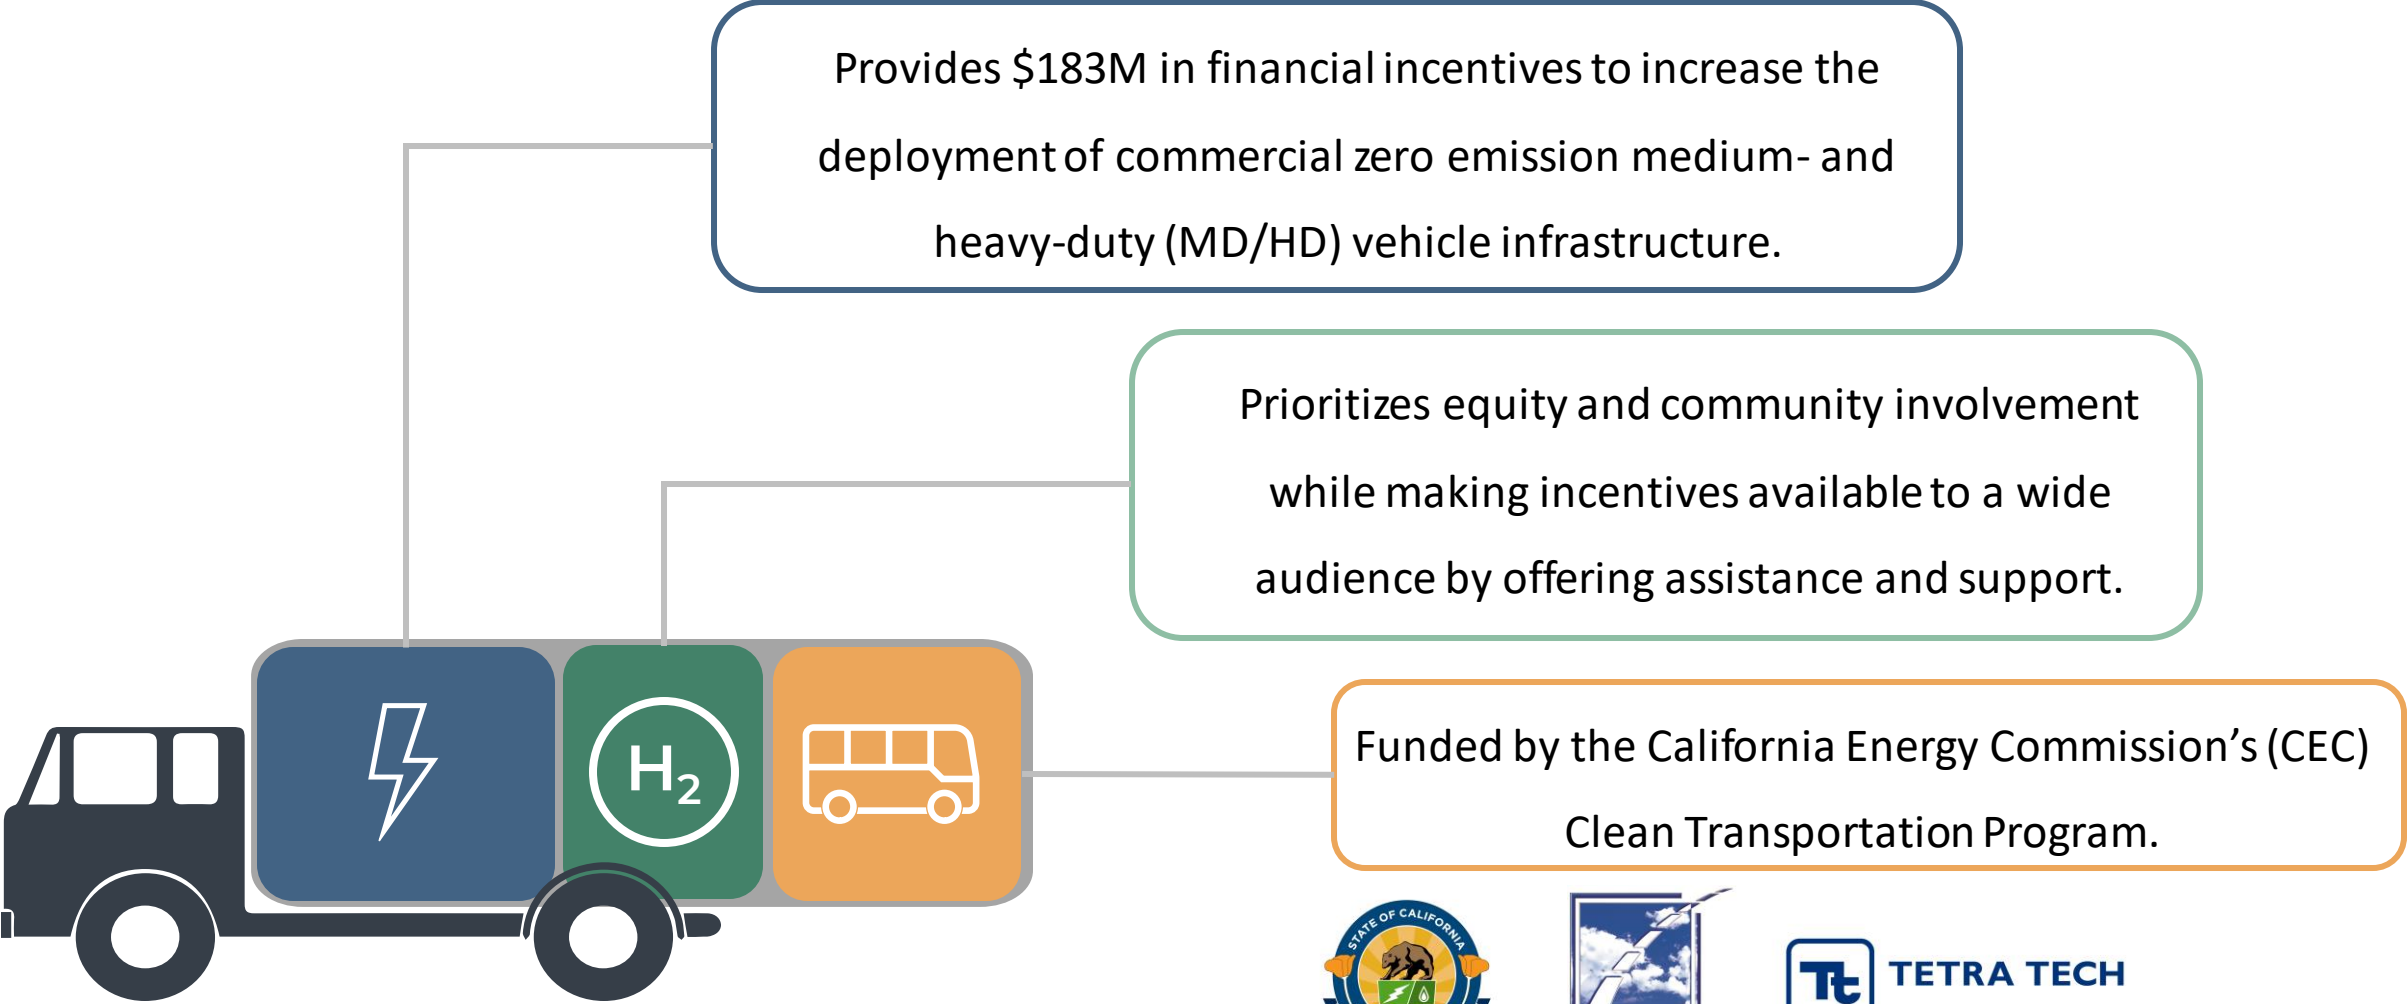 Provides $183M in financial incentives to increase the
deployment of commercial zero emission medium- and
heavy-duty (MD/HD) vehicle infrastructure.
Prioritizes equity and community involvement
while making incentives available to a wide
audience by offering assistance and support.
H2
Funded by the California Energy Commission’s (CEC)
Clean Transportation Program.
STATE OF CALIFORNIA
Tt TETRA TECH